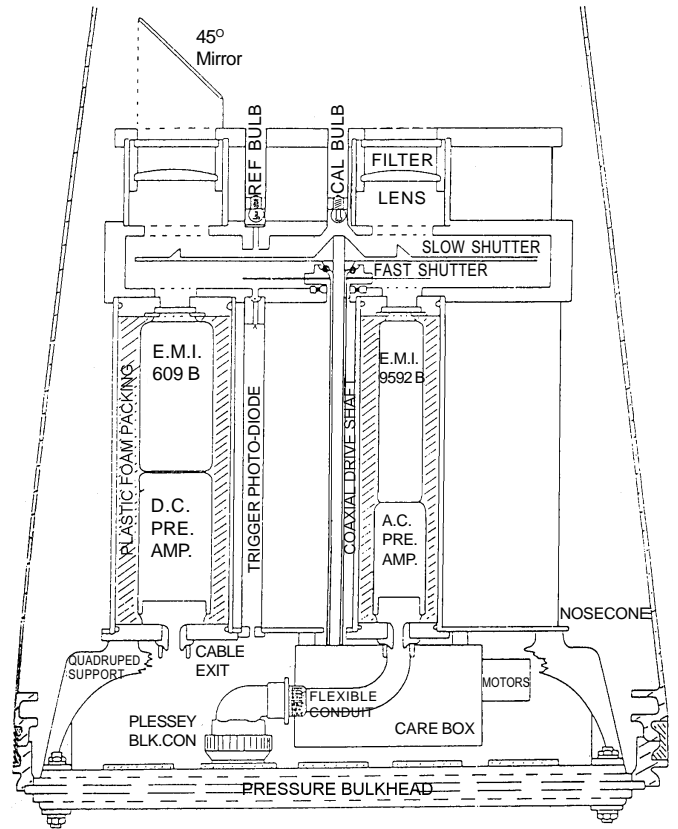 45° Mirror
REF BULB
CAL BULB
FILTER
LENS
SLOW SHUTTER
FAST SHUTTER
E.M.I.
609 B
E.M.I.
9592 B
PLASTIC FOAM PACKING
TRIGGER PHOTO-DIODE
COAXIAL DRIVE SHAFT
D.C.
PRE.
AMP.
A.C.
PRE.
AMP.
NOSECONE
QUADRUPED
SUPPORT
CABLE
EXIT
MOTORS
FLEXIBLE
CONDUIT
PLESSEY
BLK.CON
CARE BOX
PRESSURE BULKHEAD